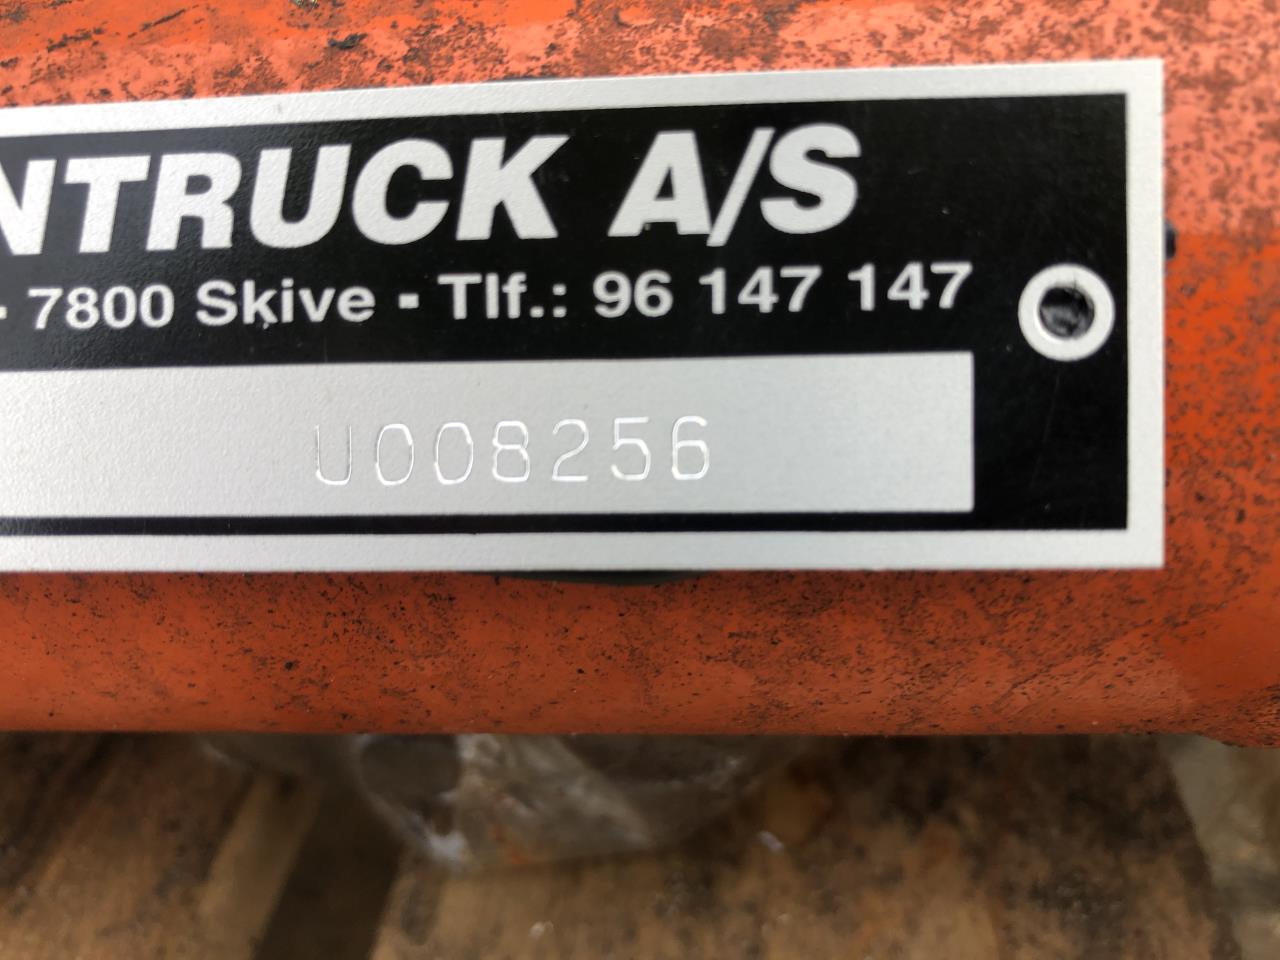 NTRUCK A/S
- 7800 Skive - Tlf.: 96 147 147
U008256